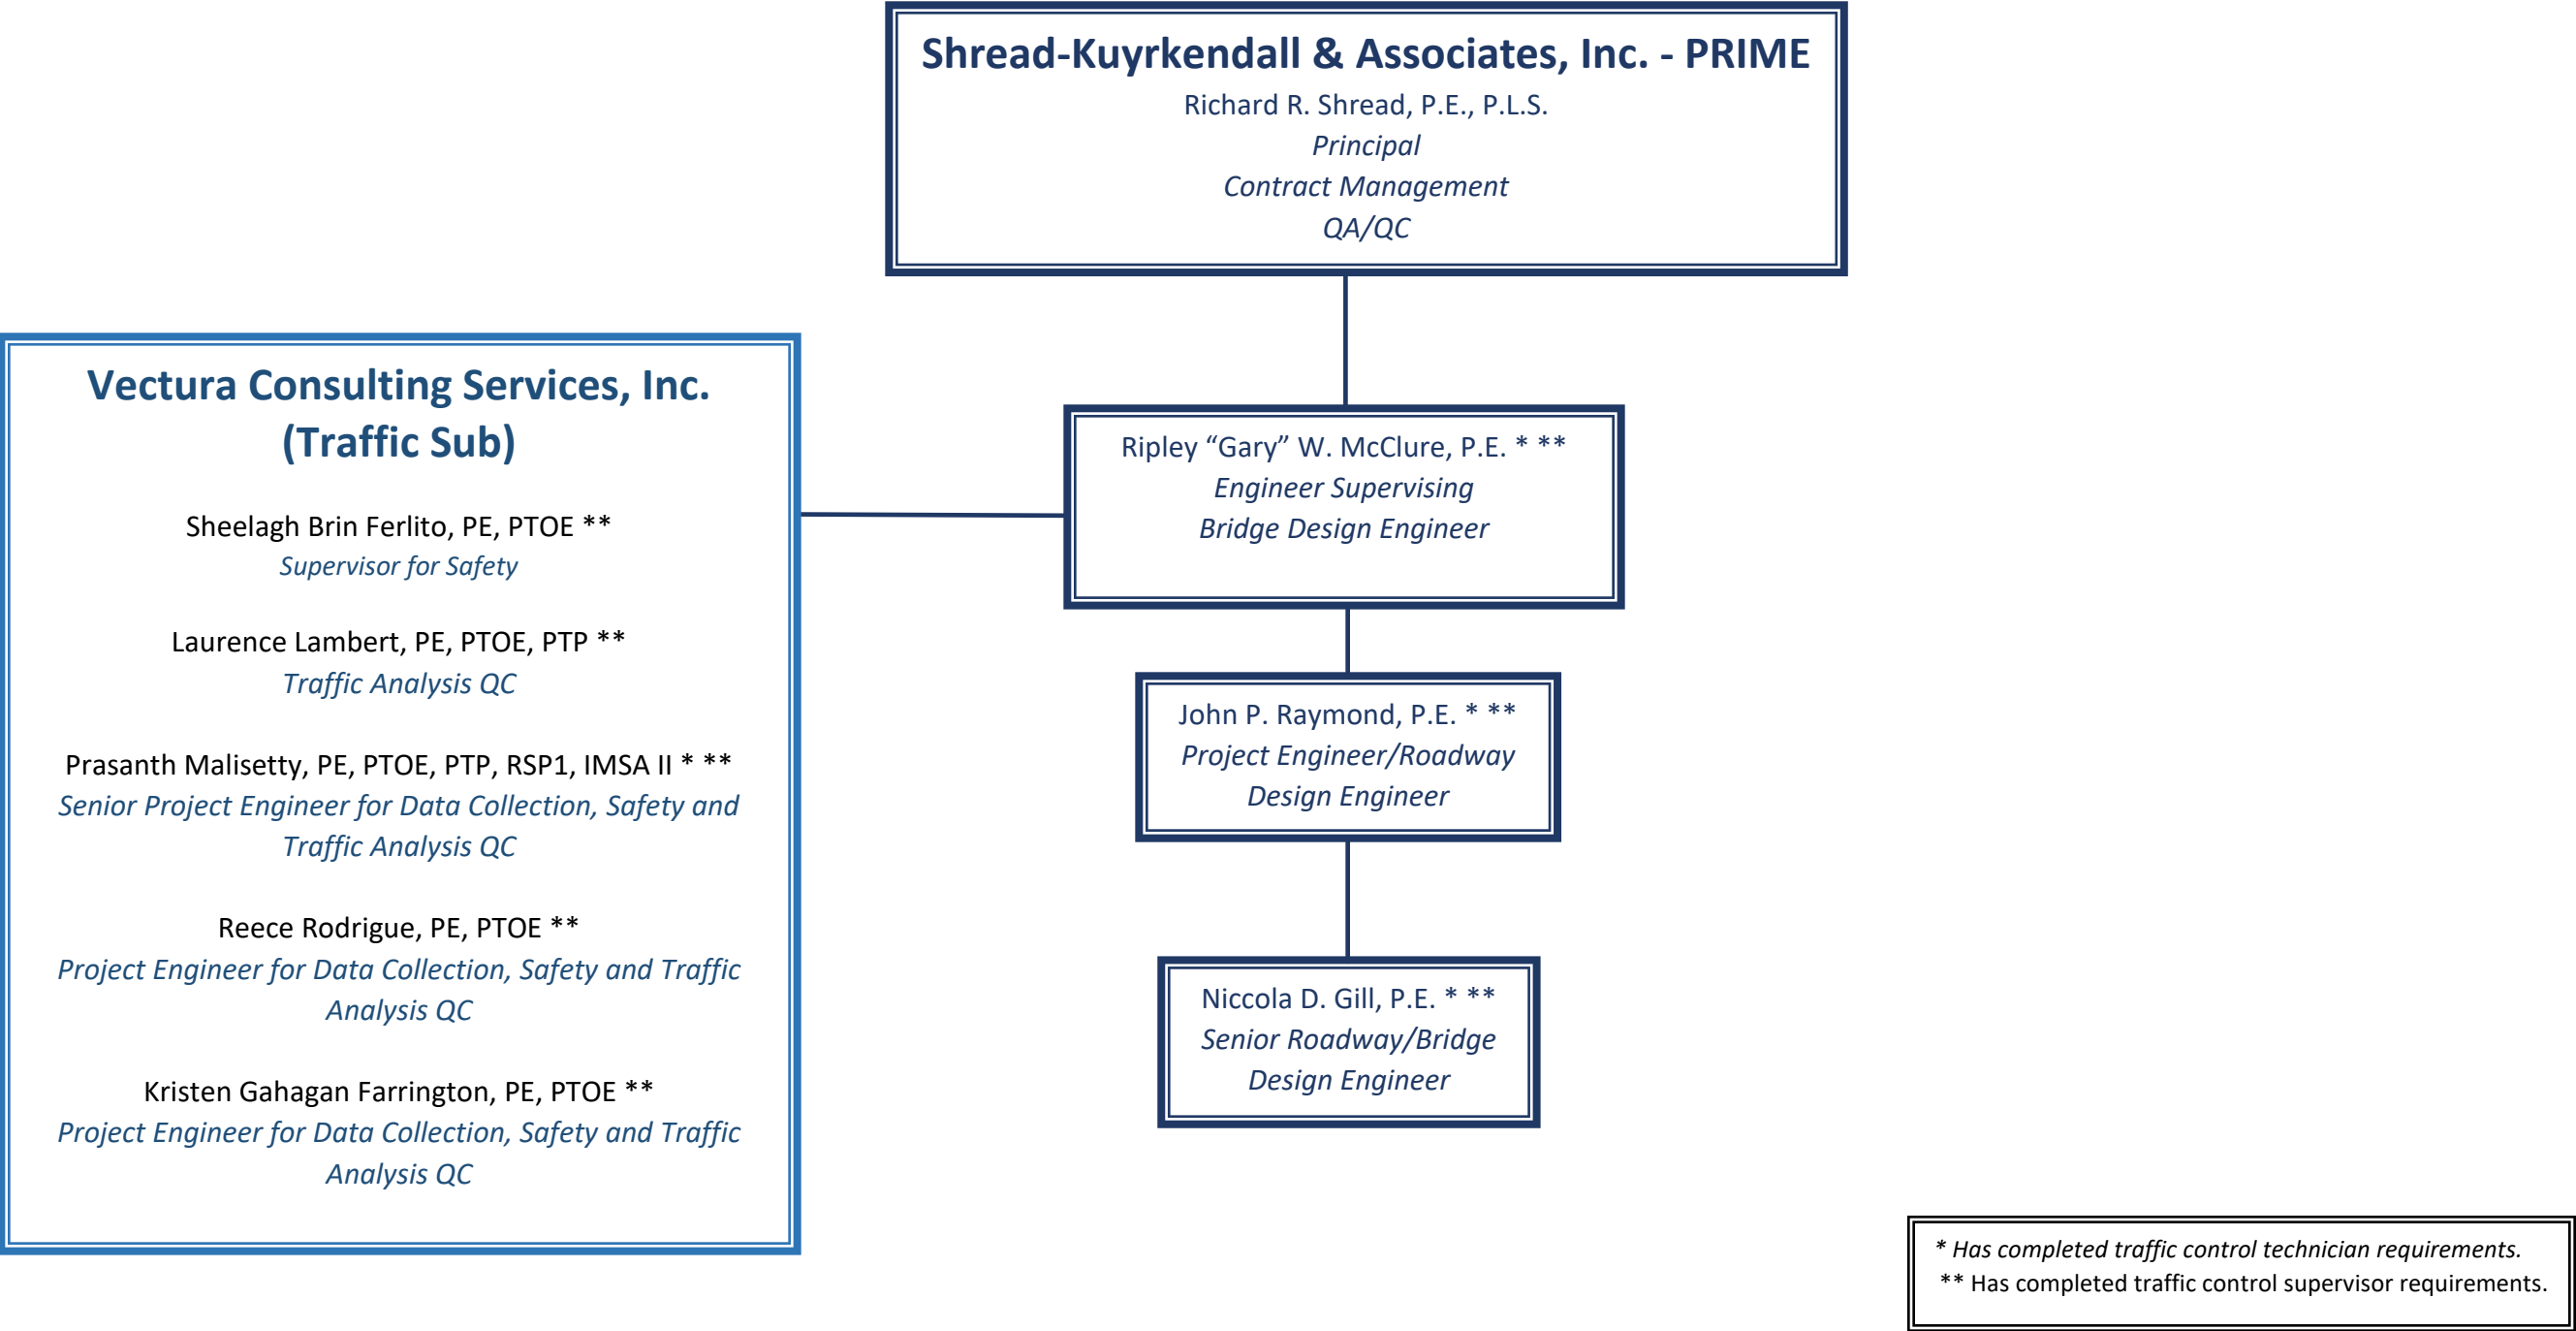 Shread-Kuyrkendall & Associates, Inc. - PRIME
Richard R. Shread, P.E., P.L.S.
Principal
Contract Management
QA/QC
Vectura Consulting Services, Inc.
(Traffic Sub)
Sheelagh Brin Ferlito, PE, PTOE **
Supervisor for Safety
Laurence Lambert, PE, PTOE, PTP **
Traffic Analysis QC
Prasanth Malisetty, PE, PTOE, PTP, RSP1, IMSA II * **
Senior Project Engineer for Data Collection, Safety and
Traffic Analysis QC
Reece Rodrigue, PE, PTOE **
Project Engineer for Data Collection, Safety and Traffic
Analysis QC
Kristen Gahagan Farrington, PE, PTOE **
Project Engineer for Data Collection, Safety and Traffic
Analysis QC
Ripley “Gary” W. McClure, P.E. * **
Engineer Supervising
Bridge Design Engineer
John P. Raymond, P.E. * **
Project Engineer/Roadway
Design Engineer
Niccola D. Gill, P.E. * **
Senior Roadway/Bridge
Design Engineer
* Has completed traffic control technician requirements.
** Has completed traffic control supervisor requirements.